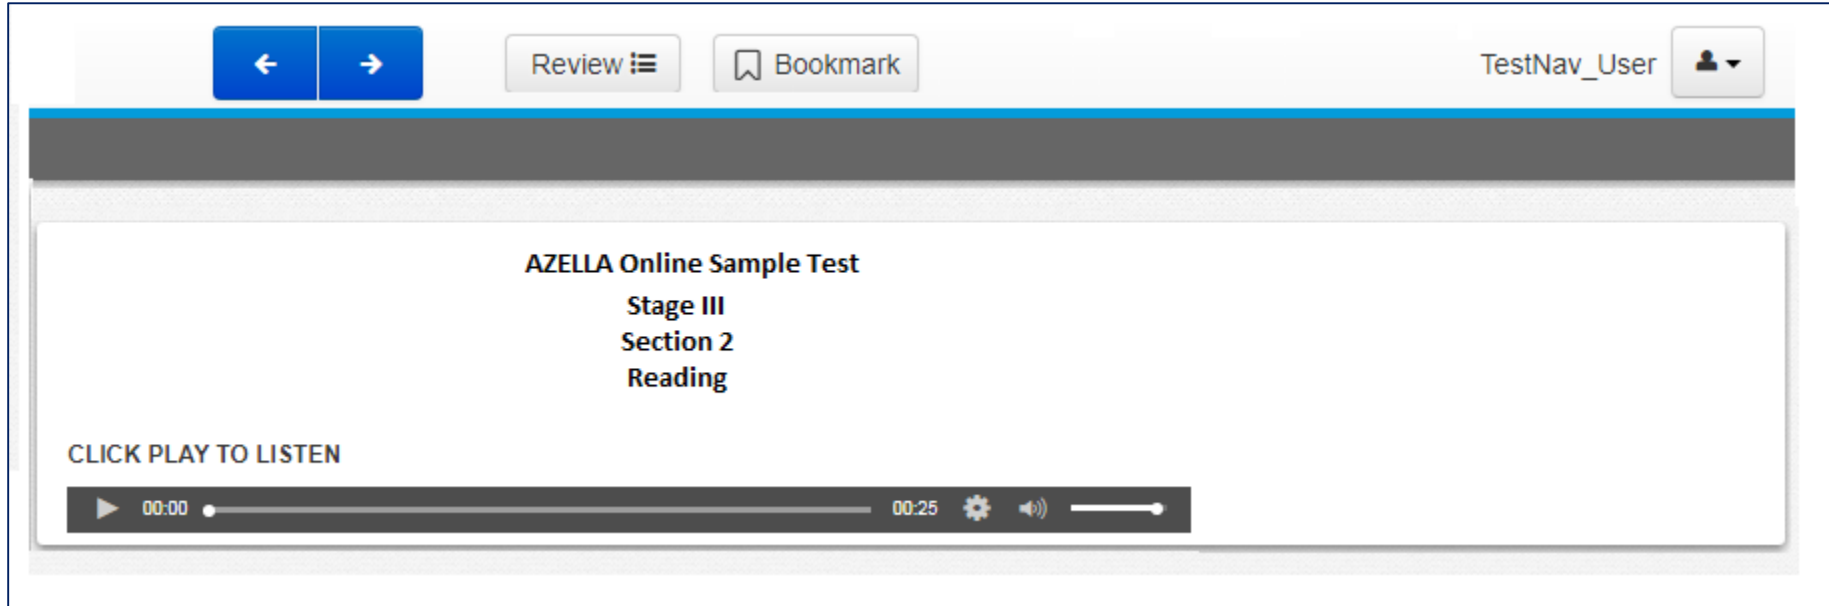 Review Bookmark TestNav_User
AZELLA Online Sample Test
Stage III
Section 2
Reading
CLICK PLAY TO LISTEN
00:00 00:25